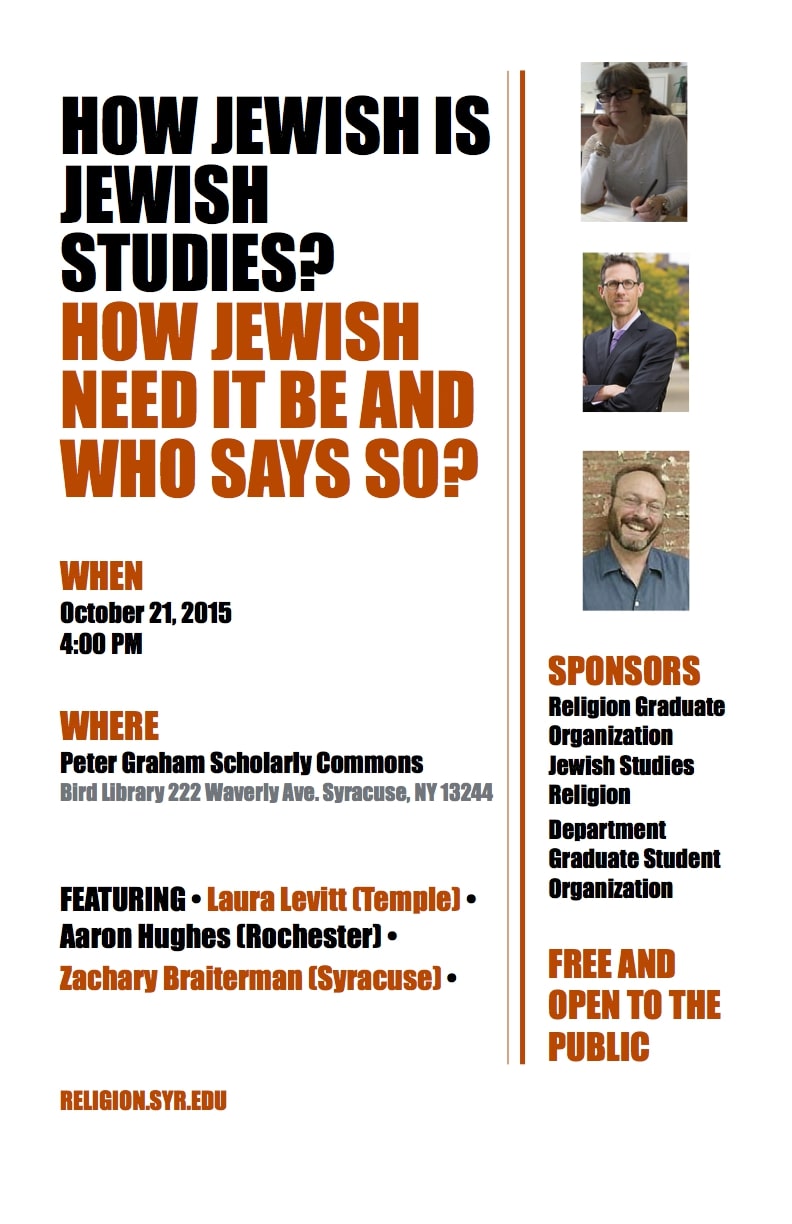 HOW JEWISH IS
JEWISH
STUDIES?
HOW JEWISH
NEED IT BE AND
WHO SAYS SO?
WHEN
October 21, 2015
4:00 PM
WHERE
Peter Graham Scholarly Commons
Bird Library 222 Waverly Ave. Syracuse, NY 13244
FEATURING • Laura Levitt (Temple) •
Aaron Hughes (Rochester) •
Zachary Braiterman (Syracuse) •
RELIGION.SYR.EDU
SPONSORS
Religion Graduate
Organization
Jewish Studies
Religion
Department
Graduate Student
Organization
FREE AND
OPEN TO THE
PUBLIC